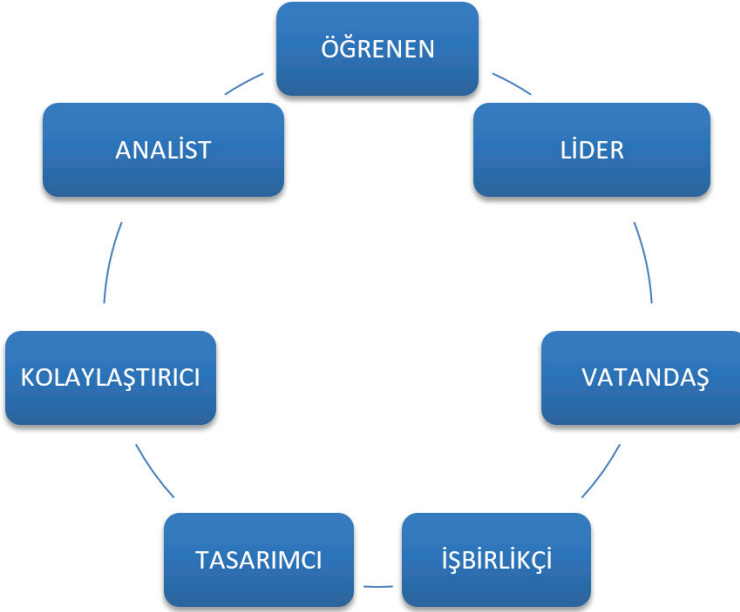 ÖĞRENEN
ANALİST
LİDER
KOLAYLAŞTIRICI
VATANDAŞ
TASARIMCI
İŞBİRLİKÇİ